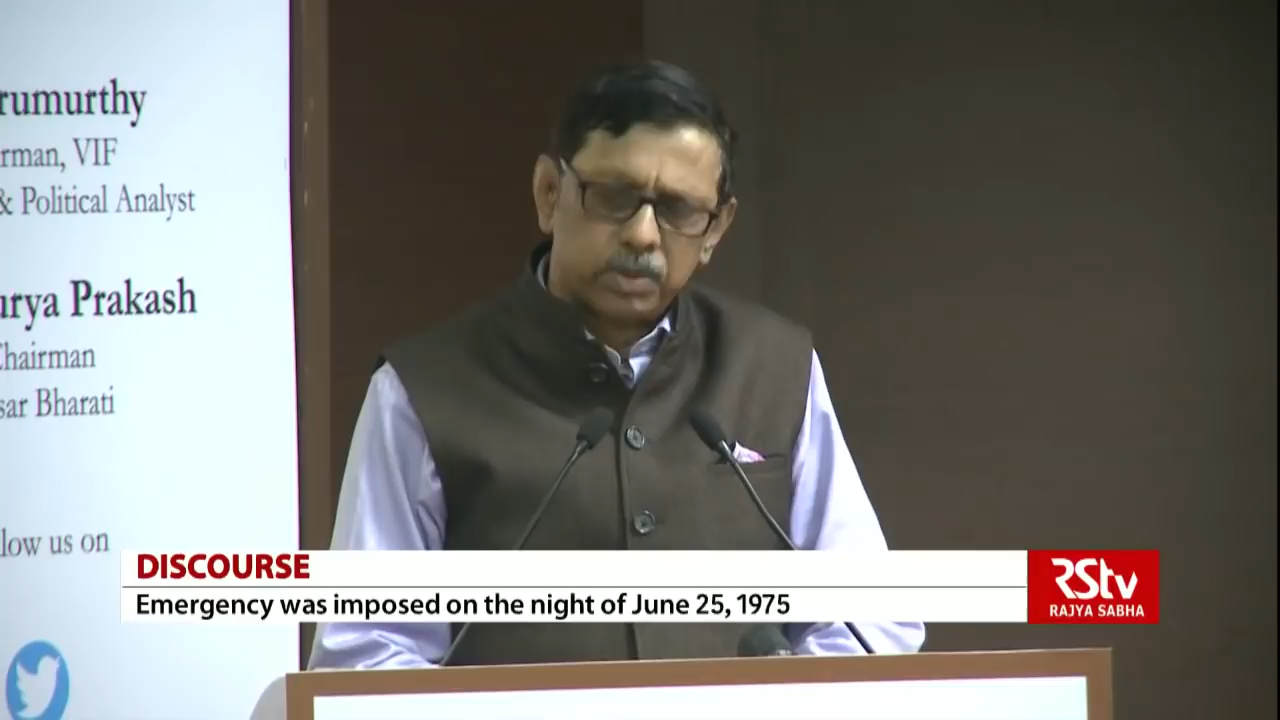 rumurthy
rman, VIF
& Political Analyst
urya Prakash
Chairman
sar Bharati
low us on
DISCOURSE
Emergency was imposed on the night of June 25, 1975
RStv
RAJYA SABHA